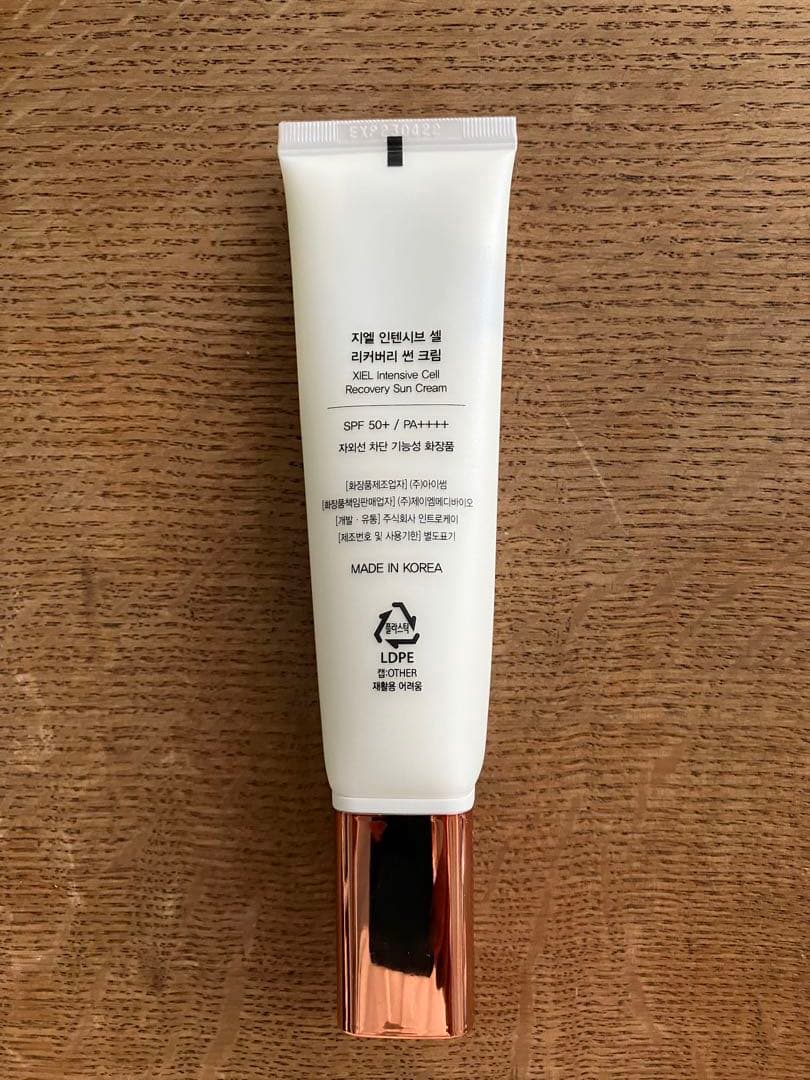 EXP230422
지엘 인텐시브 셀
리커버리 썬 크림
XIEL Intensive Cell
Recovery Sun Cream
SPF 50+ / PA++++
자외선 차단 기능성 화장품
[화장품제조업자] (주)아이썸
[화장품책임판매업자] (주)제이엠메디바이오
[개발 · 유통] 주식회사 인트로케이
[제조번호 및 사용기한] 별도표기
MADE IN KOREA
플라스틱
LDPE
캡:OTHER
재활용 어려움